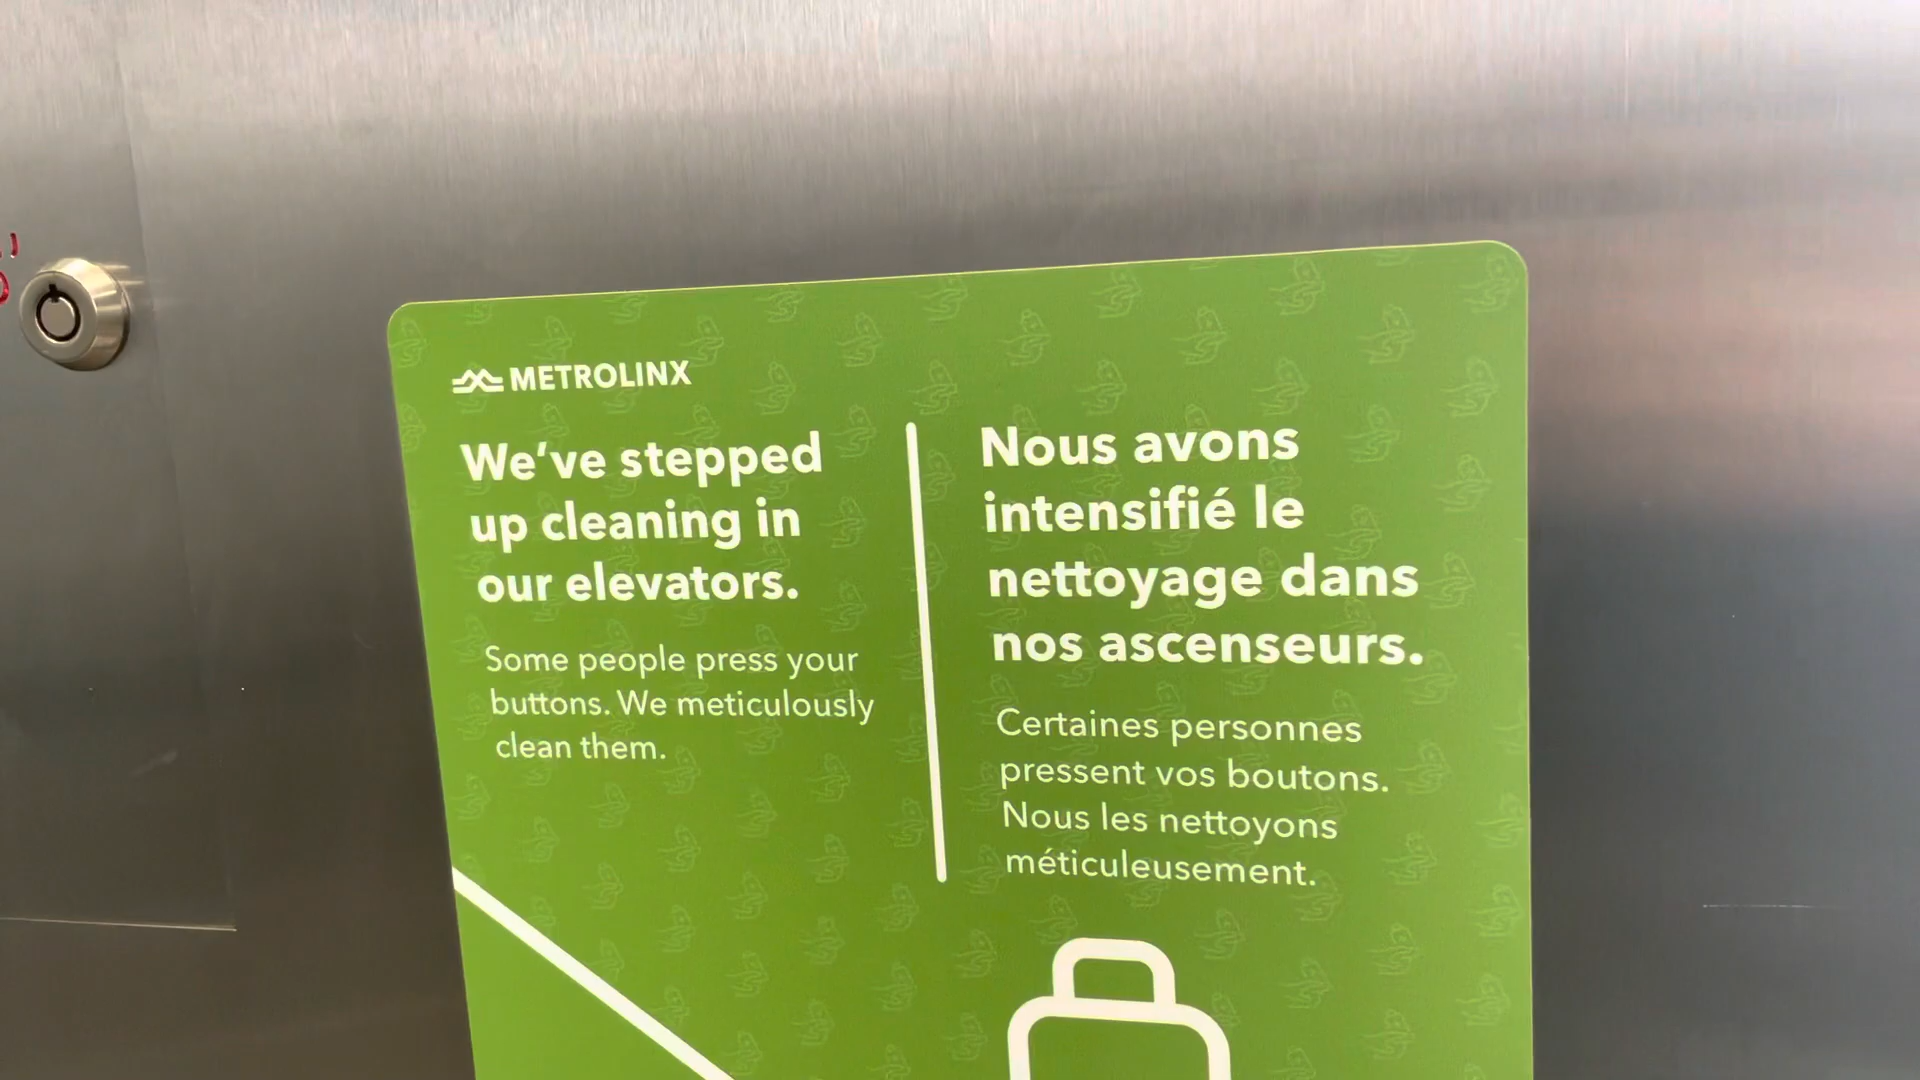 METROLINX
We've stepped
up cleaning in
our elevators.
Some people press your
buttons. We meticulously
clean them.
Nous avons
intensifié le
nettoyage dans
nos ascenseurs.
Certaines personnes
pressent vos boutons.
Nous les nettoyons
méticuleusement.